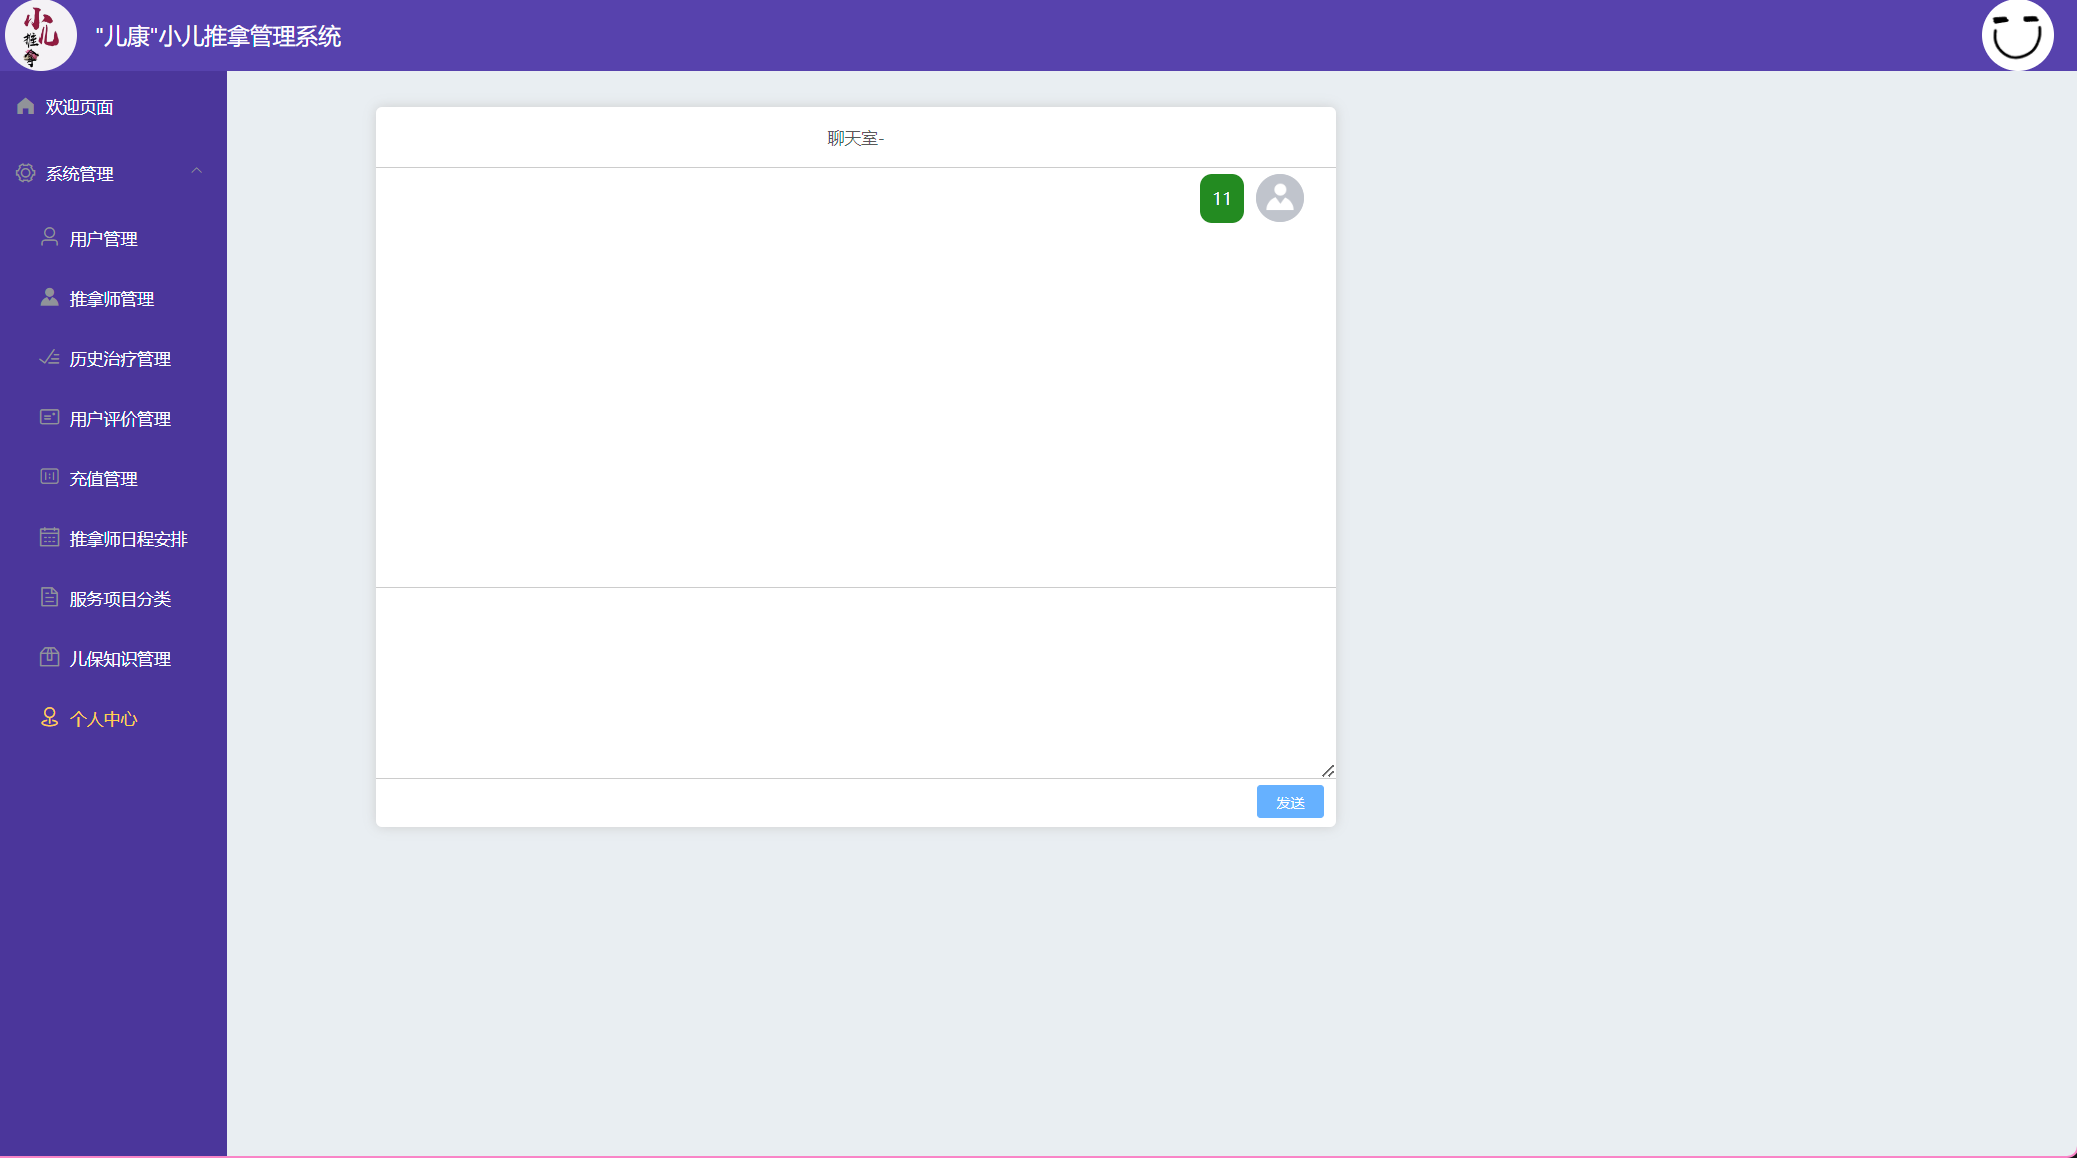 小儿推拿
"儿康"小儿推拿管理系统
欢迎页面
系统管理
用户管理
推拿师管理
历史治疗管理
用户评价管理
充值管理
推拿师日程安排
服务项目分类
儿保知识管理
个人中心
聊天室-
11
发送